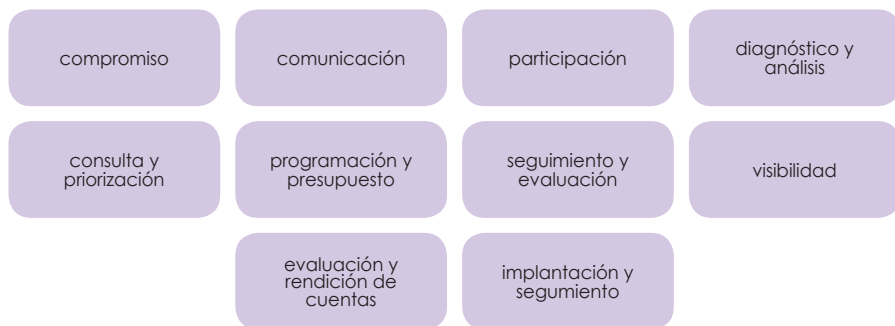 compromiso
comunicación
participación
diagnóstico y
análisis
consulta y
priorización
programación y
presupuesto
seguimiento y
evaluación
visibilidad
evaluación y
rendición de
cuentas
implantación y
segumiento